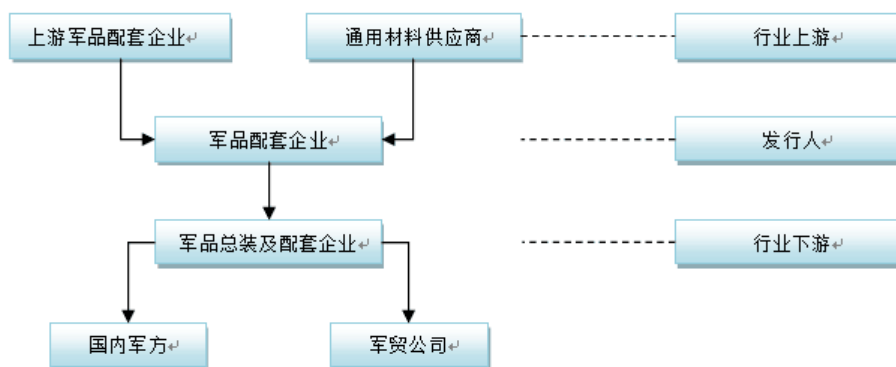 上游军品配套企业
通用材料供应商
行业上游
军品配套企业
发行人
军品总装及配套企业
行业下游
国内军方
军贸公司